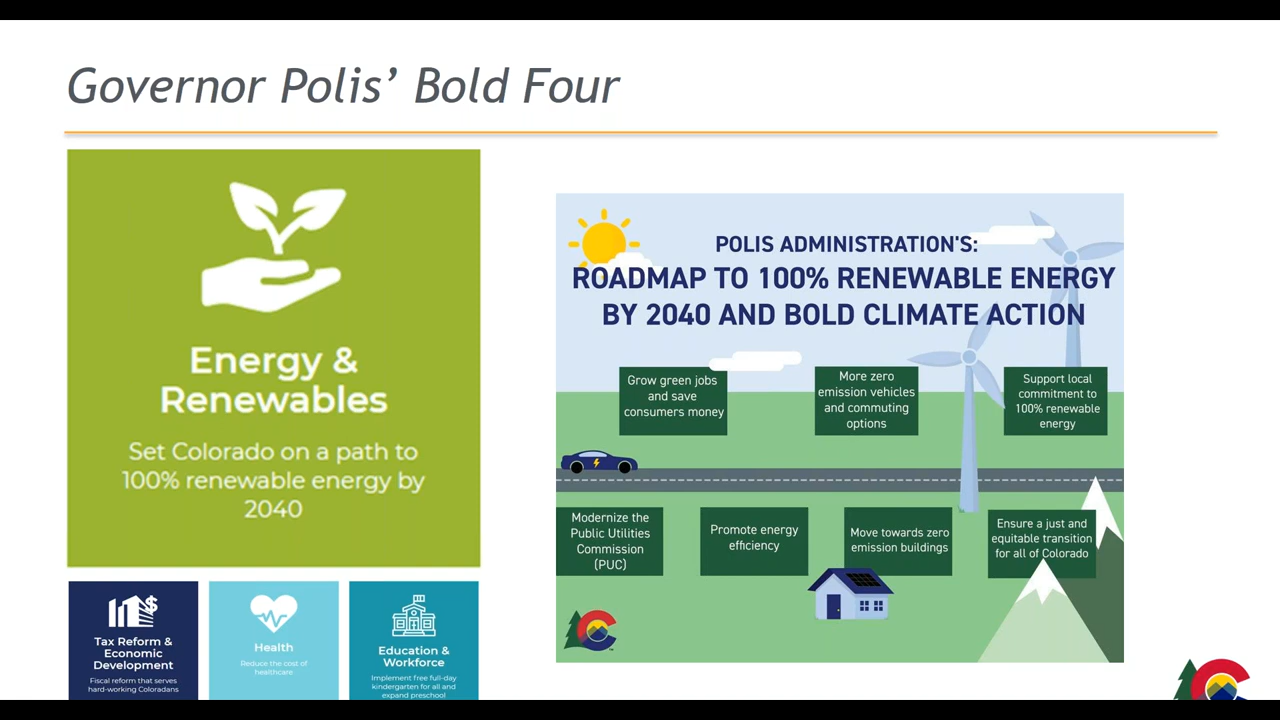 Governor Polis’ Bold Four
Energy &
Renewables
Set Colorado on a path to
100% renewable energy by
2040
Tax Reform &
Economic
Development
Fiscal reform that serves
hard-working Coloradans
Health
Reduce the cost of
healthcare
Education &
Workforce
Implement free full-day
kindergarten for all and
expand preschool
POLIS ADMINISTRATION'S:
ROADMAP TO 100% RENEWABLE ENERGY
BY 2040 AND BOLD CLIMATE ACTION
Grow green jobs
and save
consumers money
More zero
emission vehicles
and commuting
options
Support local
commitment to
100% renewable
energy
Modernize the
Public Utilities
Commission
(PUC)
Promote energy
efficiency
Move towards zero
emission buildings
Ensure a just and
equitable transition
for all of Colorado